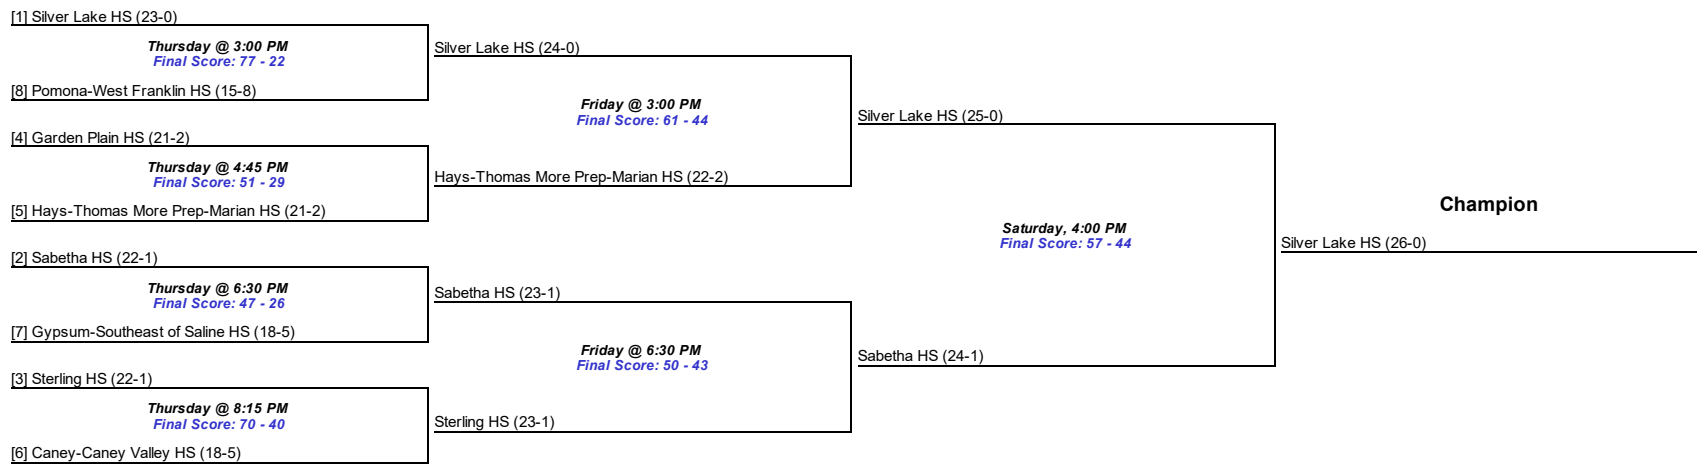 [1] Silver Lake HS (23-0)
Thursday @ 3:00 PM
Final Score: 77 - 22
[8] Pomona-West Franklin HS (15-8)
[4] Garden Plain HS (21-2)
Thursday @ 4:45 PM
Final Score: 51 - 29
[5] Hays-Thomas More Prep-Marian HS (21-2)
[2] Sabetha HS (22-1)
Thursday @ 6:30 PM
Final Score: 47 - 26
[7] Gypsum-Southeast of Saline HS (18-5)
[3] Sterling HS (22-1)
Thursday @ 8:15 PM
Final Score: 70 - 40
[6] Caney-Caney Valley HS (18-5)
Silver Lake HS (24-0)
Friday @ 3:00 PM
Final Score: 61 - 44
Hays-Thomas More Prep-Marian HS (22-2)
Sabetha HS (23-1)
Friday @ 6:30 PM
Final Score: 50 - 43
Sterling HS (23-1)
Silver Lake HS (25-0)
Saturday, 4:00 PM
Final Score: 57 - 44
Sabetha HS (24-1)
Champion
Silver Lake HS (26-0)